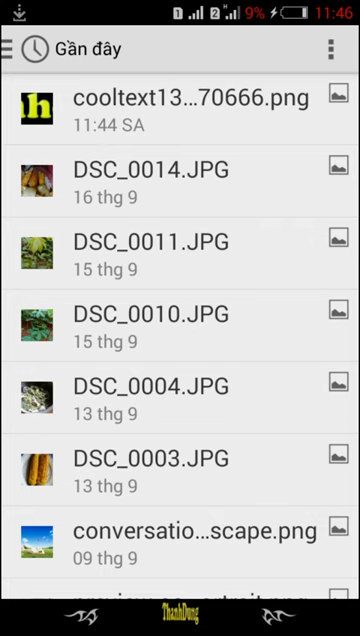 1 2 H 9% 11:46
Gần đây
cooltext13...70666.png
11:44 SA
DSC_0014.JPG
16 thg 9
DSC_0011.JPG
15 thg 9
DSC_0010.JPG
15 thg 9
DSC_0004.JPG
13 thg 9
DSC_0003.JPG
13 thg 9
conversatio...scape.png
09 thg 9
ThanhDung